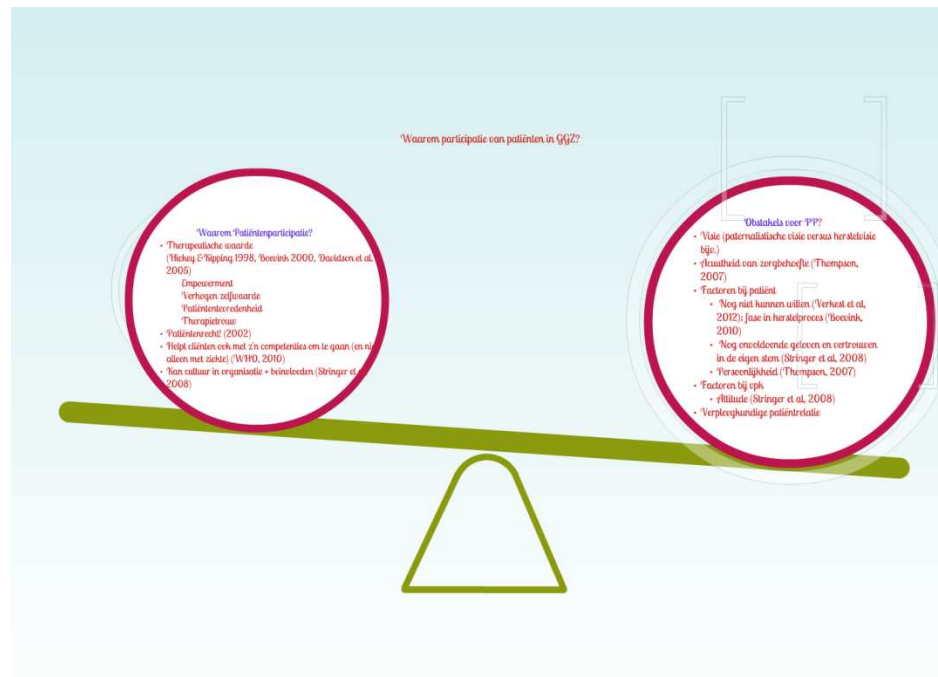 Waarom participatie van patiënten in GGZ?
Waarom Patiëntenparticipatie?
• Therapeutische waarde
(Hickey & Kipping 1998, Boevink 2000, Davidson et al.
2005)
Empowerment
Verhogen zelfwaarde
Patiëntentevredenheid
Therapietrouw
• Patiëntenrecht! (2002)
• Helpt cliënten ook met z'n competenties om te gaan (en ni
alleen met ziekte) (WHO, 2010)
• Kan cultuur in organisatie + beïnvloeden (Stringer et
2008)
Obstakels voor PP?
• Visie (paternalistische visie versus herstelvisie
bijv.)
• Acuutheid van zorgbehoefte (Thompson,
2007)
• Factoren bij patiënt
• Nog niet kunnen willen (Verkest et al,
2012); fase in herstelproces (Boevink,
2010)
• Nog onvoldoende geloven en vertrouwen
in de eigen stem (Stringer et al, 2008)
• Persoonlijkheid (Thompson, 2007)
• Factoren bij vpk
• Attitude (Stringer et al, 2008)
• Verpleegkundige patiëntrelatie